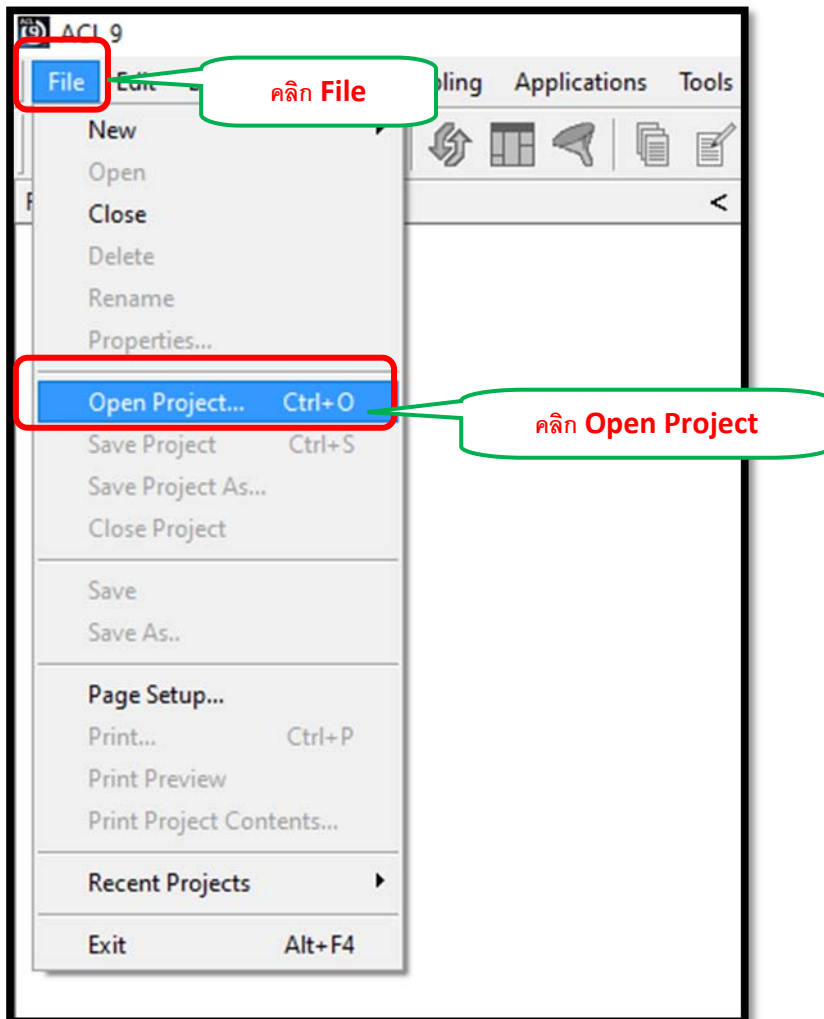 ACL 9
File Edit pling Applications Tools
คลิก File
New
Open
<
Close
Delete
Rename
Properties...
Open Project... Ctrl+O
คลิก Open Project
Save Project Ctrl+S
Save Project As...
Close Project
Save
Save As..
Page Setup...
Print... Ctrl+P
Print Preview
Print Project Contents...
Recent Projects
Exit Alt+F4